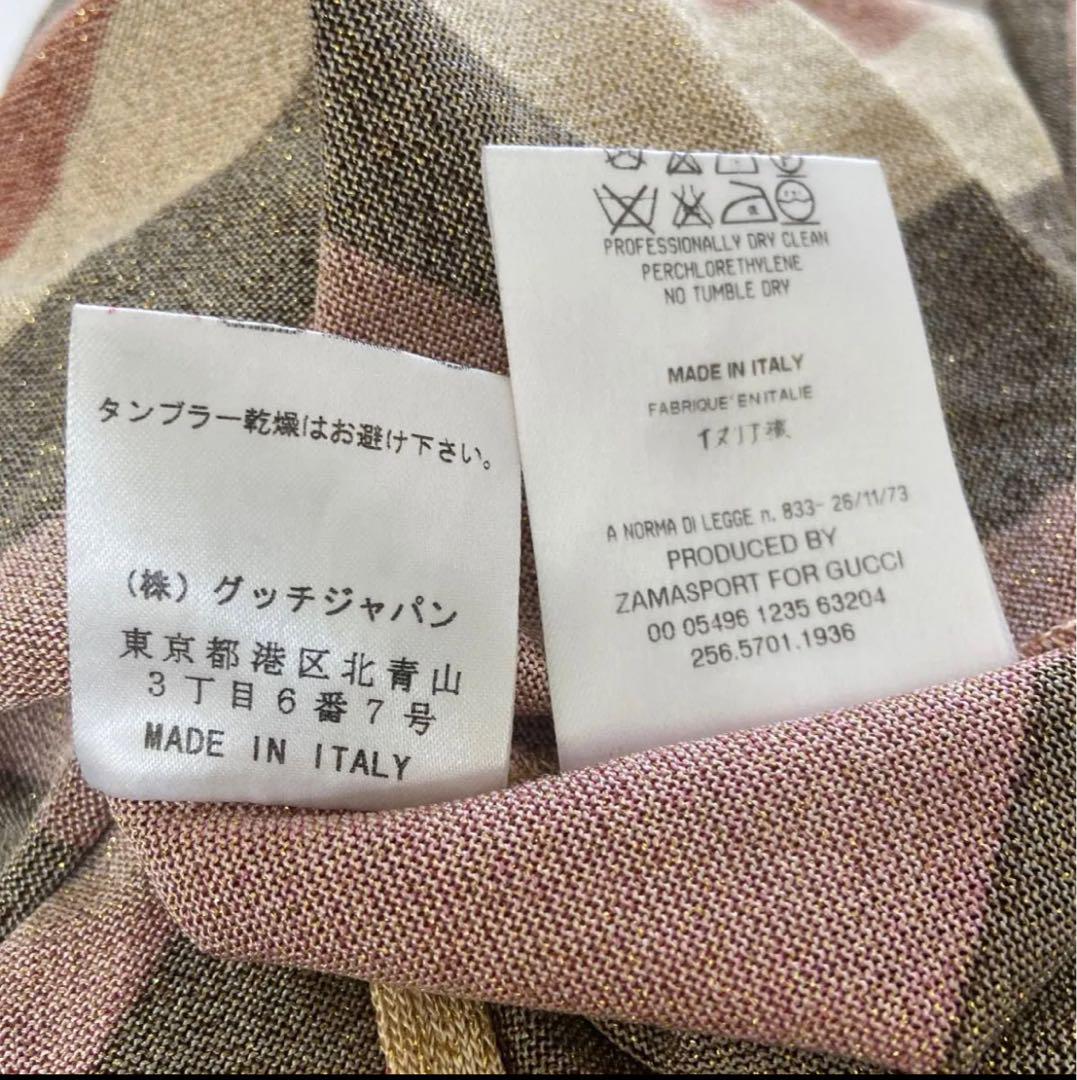 タンブラー乾燥はお避け下さい。
(株) グッチジャパン
東京都港区北青山
3丁目6番7号
MADE IN ITALY
PROFESSIONALLY DRY CLEAN
PERCHLORETHYLENE
NO TUMBLE DRY
MADE IN ITALY
FABRIQUE' EN ITALIE
A NORMA DI LEGGE n. 833- 26/11/73
PRODUCED BY
ZAMASPORT FOR GUCCI
00 05496 1235 63204
256.5701.1936